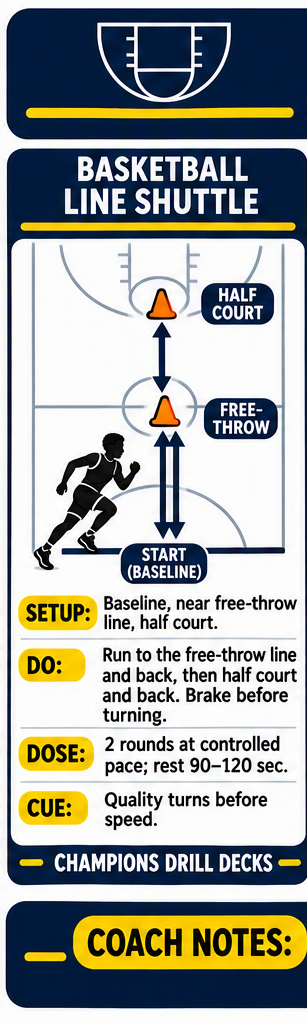 BASKETBALL
LINE SHUTTLE
HALF
COURT
FREE-
THROW
START
(BASELINE)
SETUP: Baseline, near free-throw
line, half court.
DO: Run to the free-throw line
and back, then half court
and back. Brake before
turning.
DOSE: 2 rounds at controlled
pace; rest 90–120 sec.
CUE: Quality turns before
speed.
CHAMPIONS DRILL DECKS
COACH NOTES: